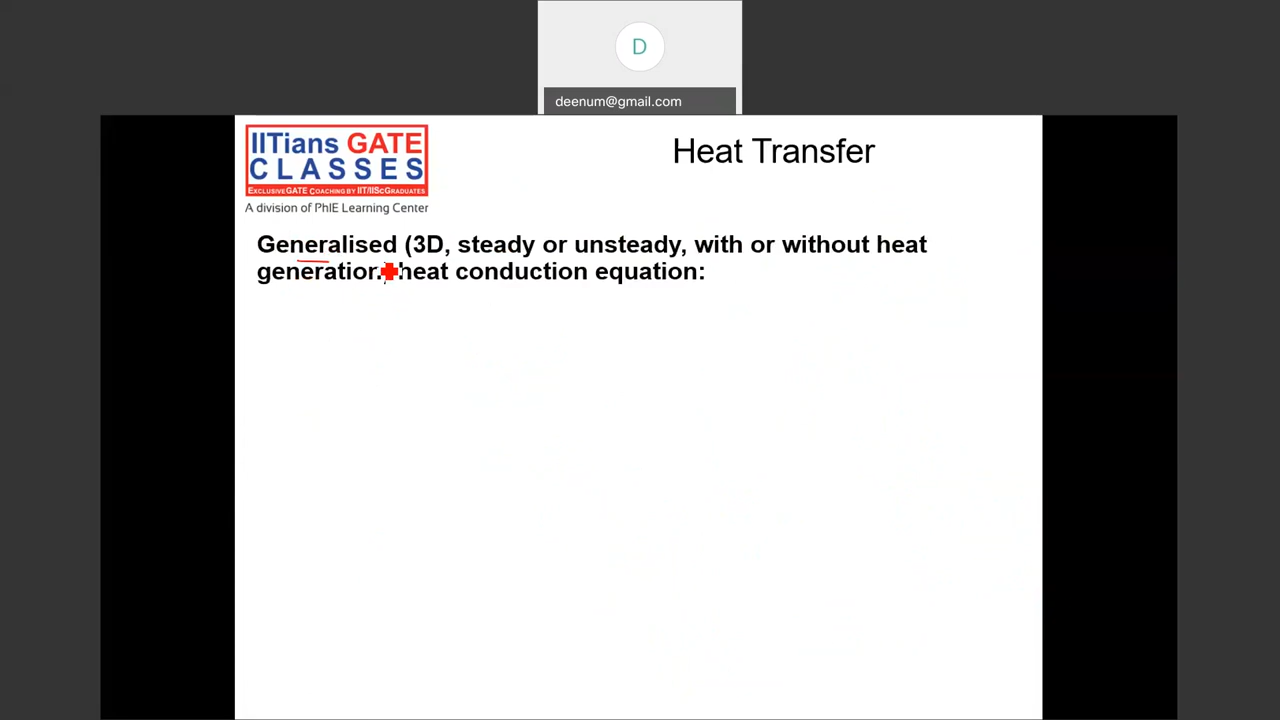 D
deenum@gmail.com
IITians GATE
CLASSES
EXCLUSIVE GATE COACHING BY IIT/IISc GRADUATES
A division of PhIE Learning Center
Heat Transfer
Generalised (3D, steady or unsteady, with or without heat
generation) heat conduction equation: